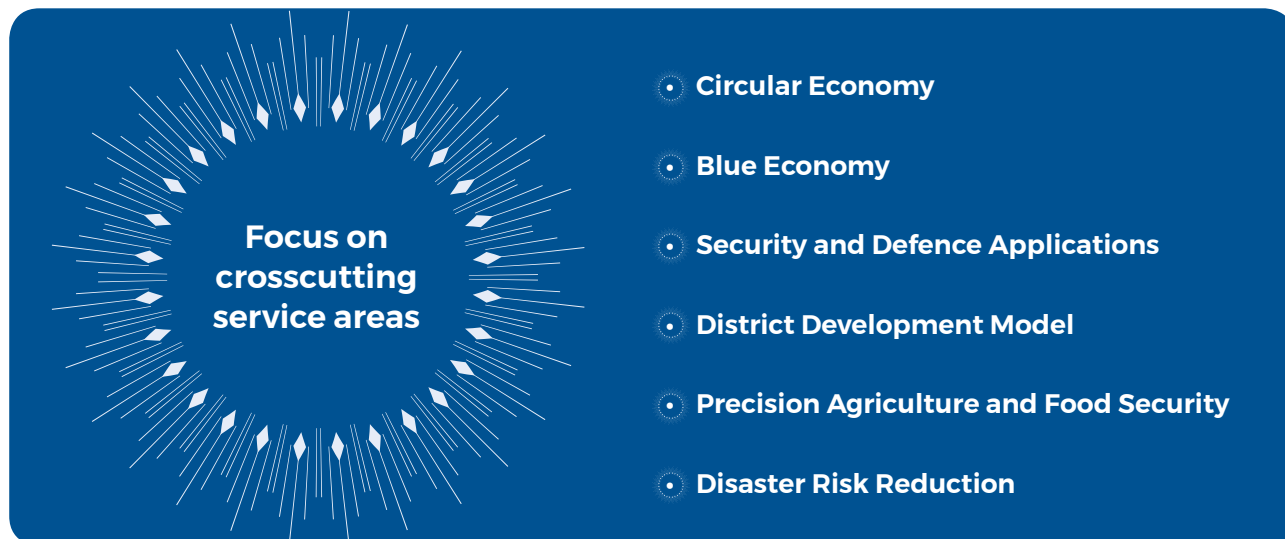 Focus on
crosscutting
service areas
Circular Economy
Blue Economy
Security and Defence Applications
District Development Model
Precision Agriculture and Food Security
Disaster Risk Reduction